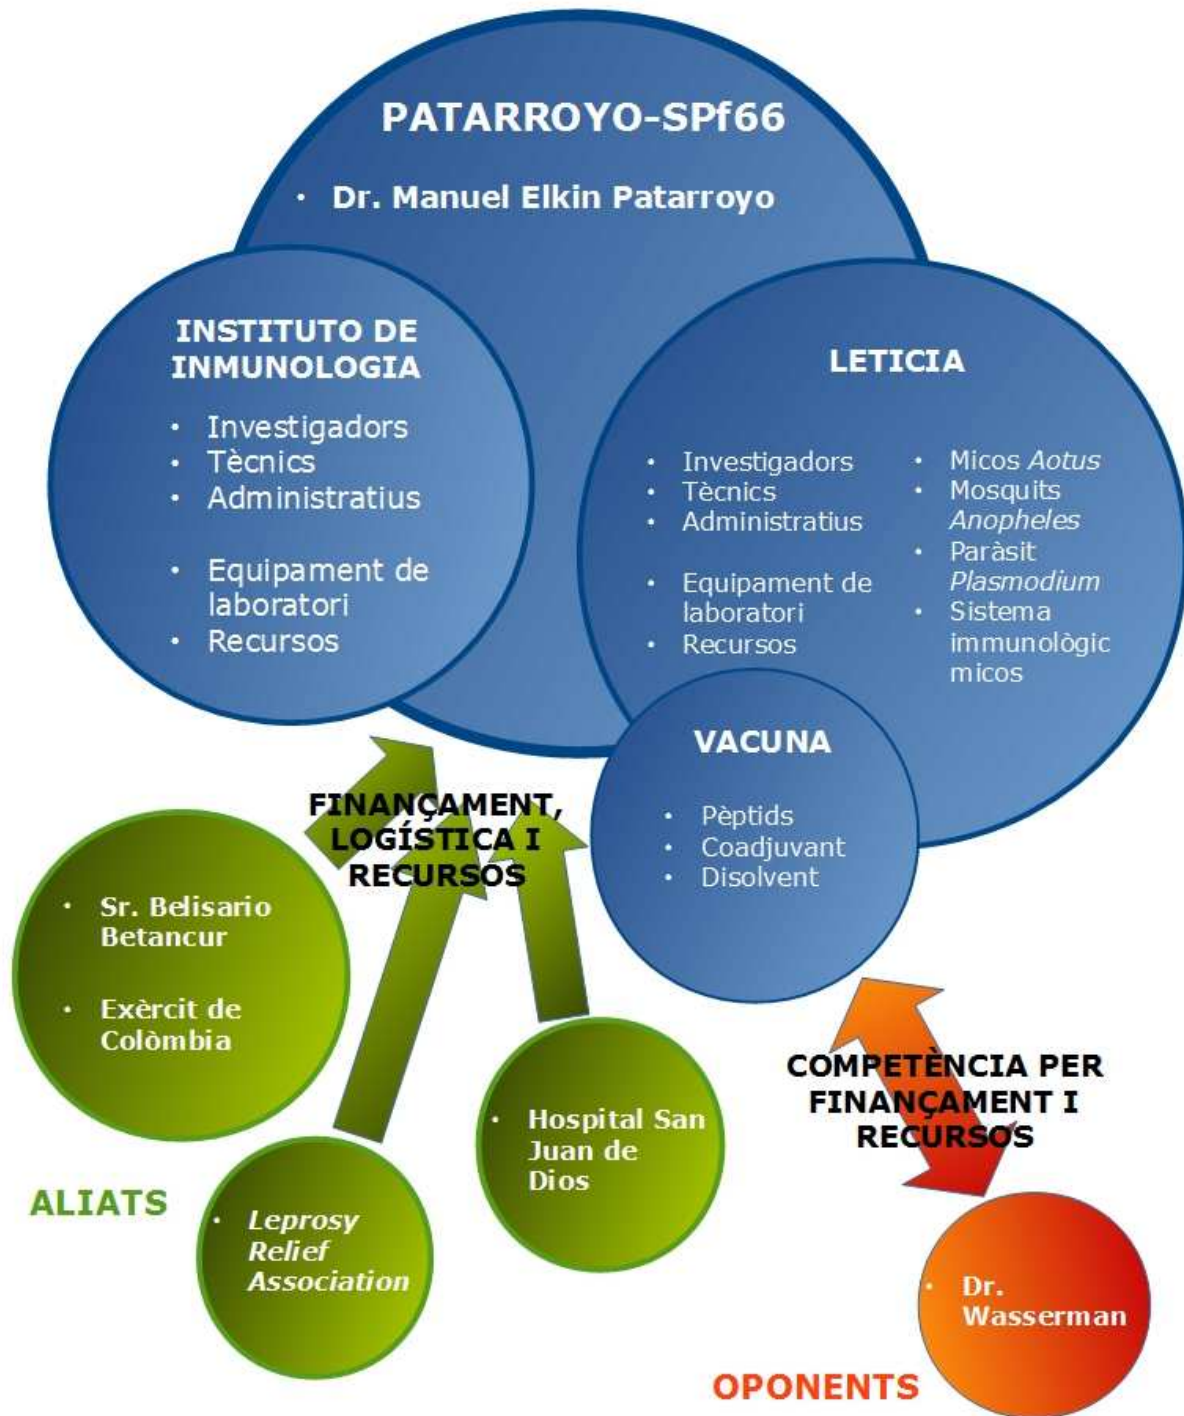 PATARROYO-SPf66
• Dr. Manuel Elkin Patarroyo
INSTITUTO DE
INMUNOLOGIA
• Investigadors
• Tècnics
• Administratius
• Equipament de
laboratori
• Recursos
LETICIA
• Investigadors
• Tècnics
• Administratius
• Equipament de
laboratori
• Recursos
• Micos Aotus
• Mosquits
Anopheles
• Paràsit
Plasmodium
• Sistema
immunològic
micos
VACUNA
• Pèptids
• Coadjuvant
• Disolvent
FINANÇAMENT,
LOGÍSTICA I
RECURSOS
• Sr. Belisario
Betancur
• Exèrcit de
Colòmbia
• Hospital San
Juan de
Dios
ALIATS
• Leprosy
Relief
Association
COMPETÈNCIA PER
FINANÇAMENT I
RECURSOS
• Dr.
Wasserman
OPONENTS